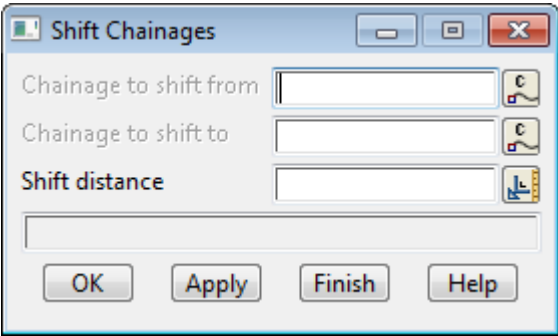 Shift Chainages
Chainage to shift from
Chainage to shift to
Shift distance
OK Apply Finish Help